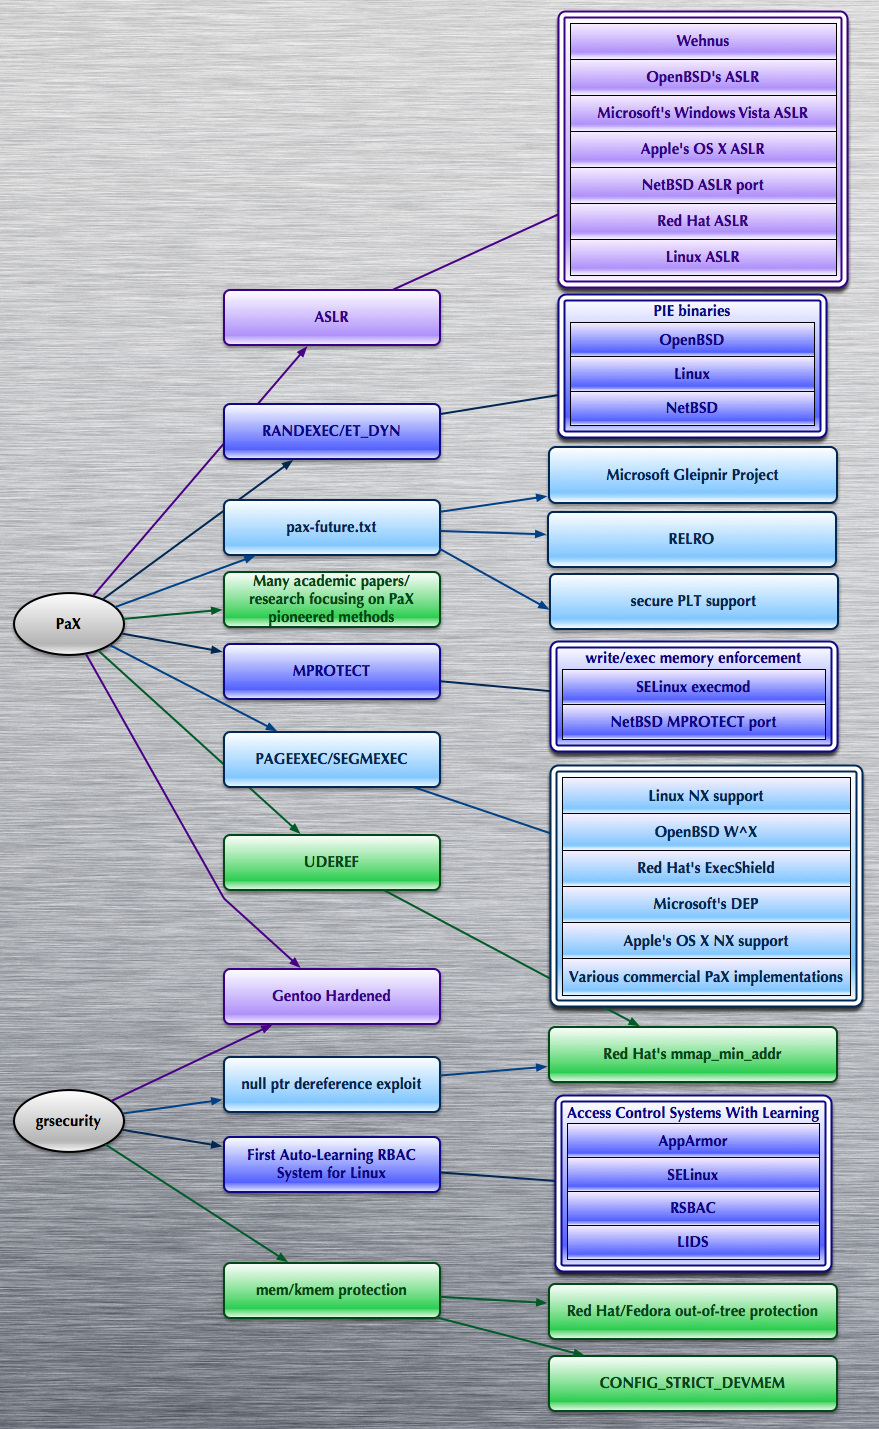 Wehnus
OpenBSD's ASLR
Microsoft's Windows Vista ASLR
Apple's OS X ASLR
NetBSD ASLR port
Red Hat ASLR
Linux ASLR
ASLR
PIE binaries
OpenBSD
Linux
NetBSD
RANDEXEC/ET_DYN
Microsoft Gleipnir Project
pax-future.txt
RELRO
Many academic papers/
research focusing on PaX
pioneered methods
secure PLT support
PaX
write/exec memory enforcement
SELinux execmod
NetBSD MPROTECT port
MPROTECT
PAGEEXEC/SEGMEXEC
Linux NX support
OpenBSD W^X
Red Hat's ExecShield
Microsoft's DEP
Apple's OS X NX support
Various commercial PaX implementations
UDEREF
Gentoo Hardened
Red Hat's mmap_min_addr
null ptr dereference exploit
grsecurity
Access Control Systems With Learning
AppArmor
SELinux
RSBAC
LIDS
First Auto-Learning RBAC
System for Linux
mem/kmem protection
Red Hat/Fedora out-of-tree protection
CONFIG_STRICT_DEVMEM